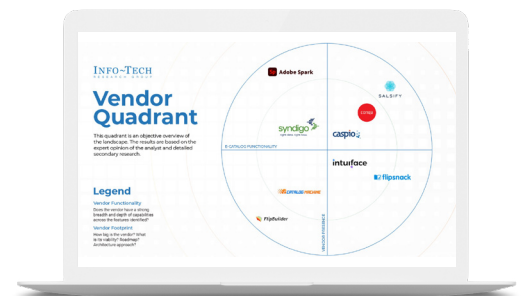 INFO~TECH
RESEARCH GROUP
Vendor
Quadrant
This quadrant is an objective overview of
the landscape. The results are based on the
expert opinion of the analyst and detailed
secondary research.
Legend
Vendor Functionality
Does the vendor have a strong
breadth and depth of capabilities
across the features identified?
Vendor Footprint
How big is the vendor? What
is its viability? Roadmap?
Architecture approach?
Adobe Spark
SALSIFY
syndigo
caspio
E-CATALOG FUNCTIONALITY
intuiface
flipsnack
CATALOG MACHINE
FlipBuilder